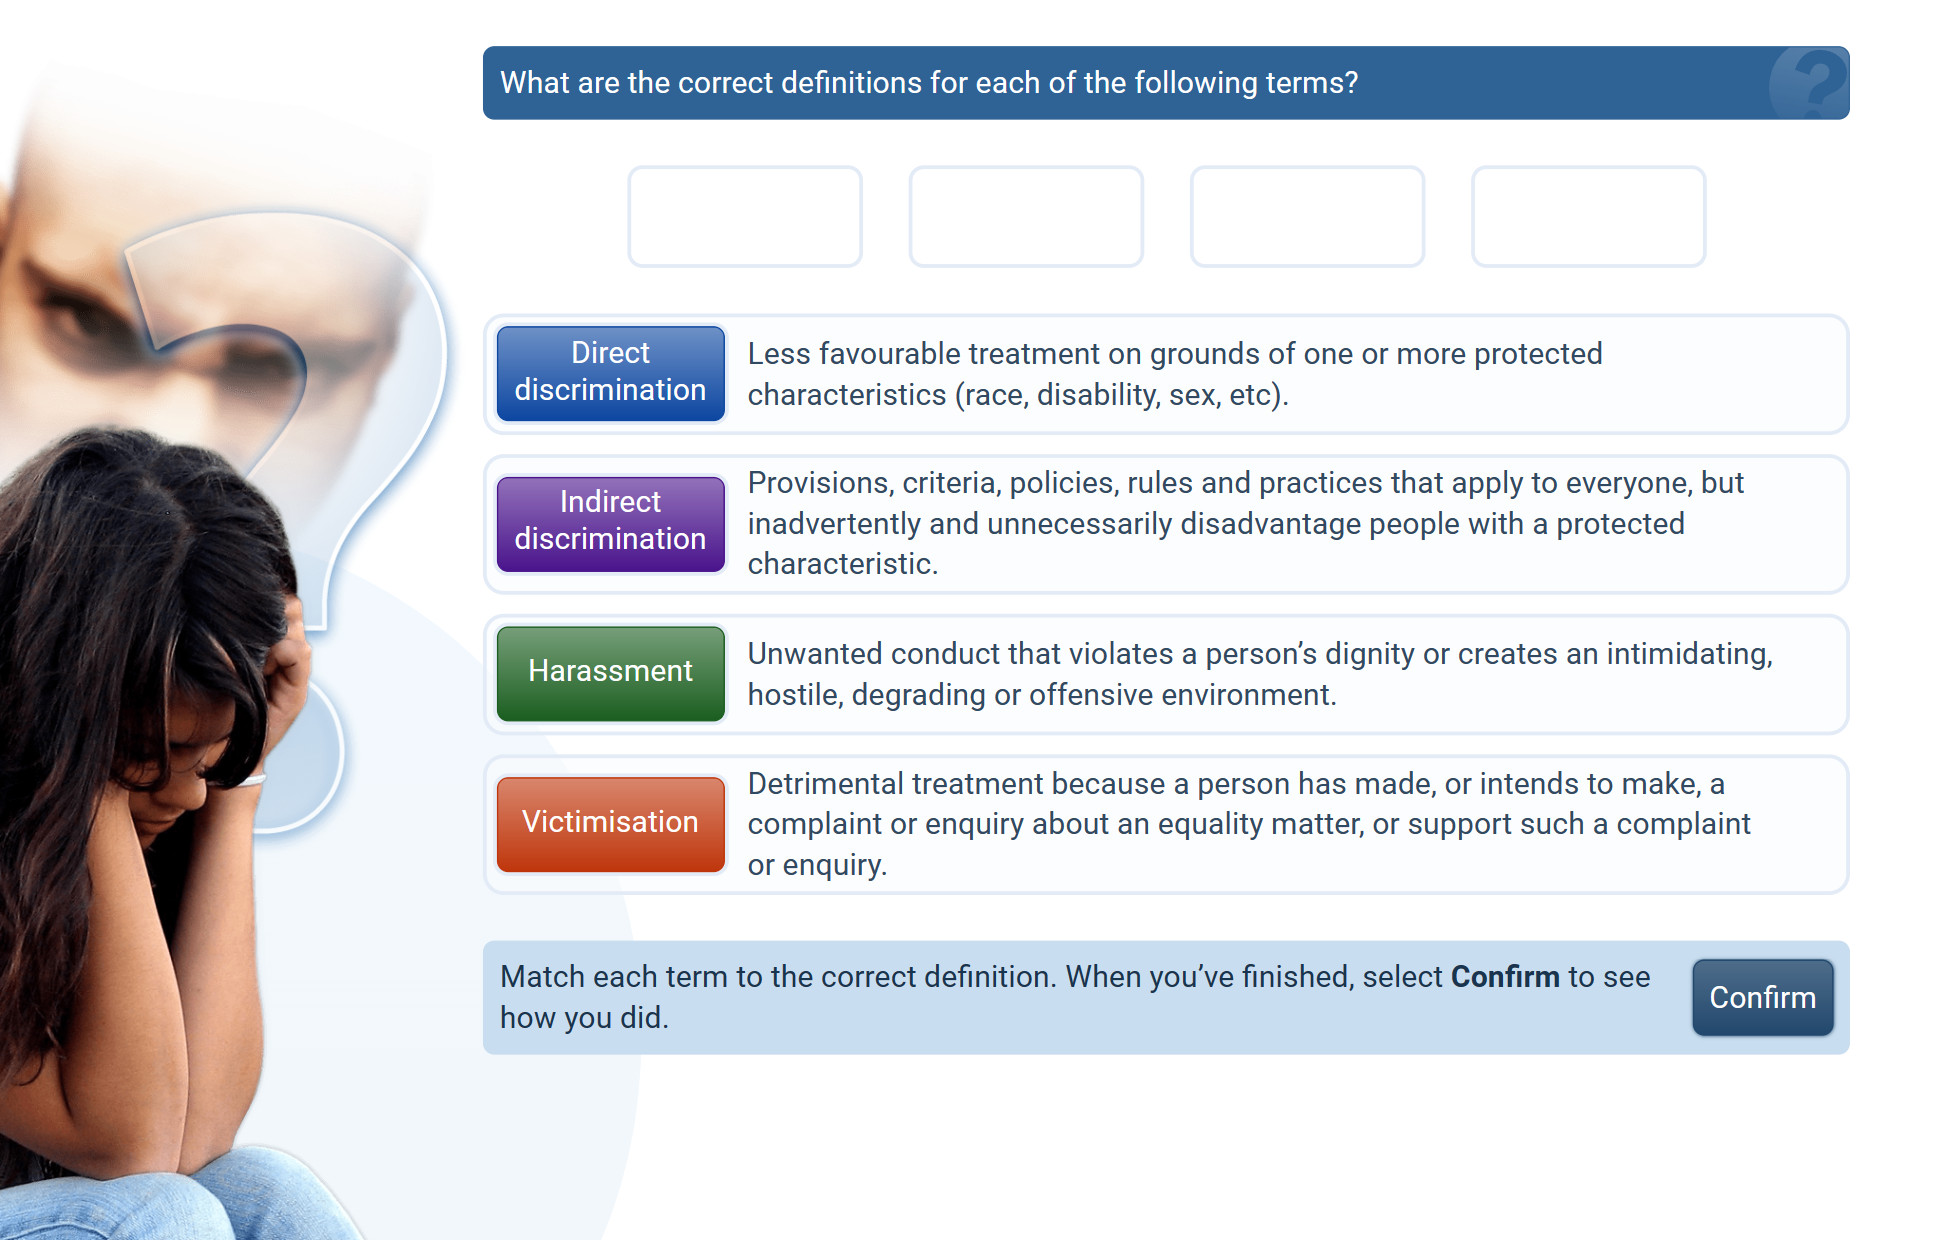 What are the correct definitions for each of the following terms?
Direct
discrimination
Less favourable treatment on grounds of one or more protected
characteristics (race, disability, sex, etc).
Indirect
discrimination
Provisions, criteria, policies, rules and practices that apply to everyone, but
inadvertently and unnecessarily disadvantage people with a protected
characteristic.
Harassment
Unwanted conduct that violates a person’s dignity or creates an intimidating,
hostile, degrading or offensive environment.
Victimisation
Detrimental treatment because a person has made, or intends to make, a
complaint or enquiry about an equality matter, or support such a complaint
or enquiry.
Match each term to the correct definition. When you’ve finished, select Confirm to see
how you did.
Confirm